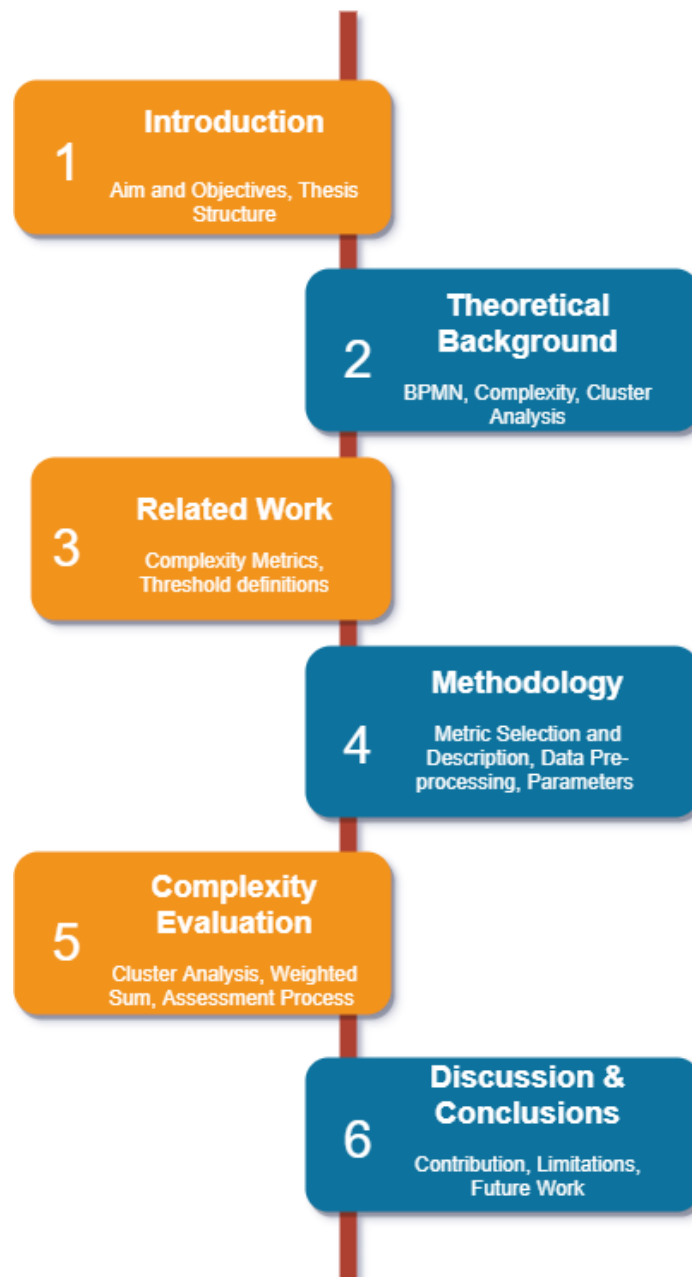 Introduction
1
Aim and Objectives, Thesis
Structure
Theoretical
Background
2
BPMN, Complexity, Cluster
Analysis
Related Work
3
Complexity Metrics,
Threshold definitions
Methodology
4
Metric Selection and
Description, Data Pre-
processing, Parameters
Complexity
Evaluation
5
Cluster Analysis, Weighted
Sum, Assessment Process
Discussion &
Conclusions
6
Contribution, Limitations,
Future Work